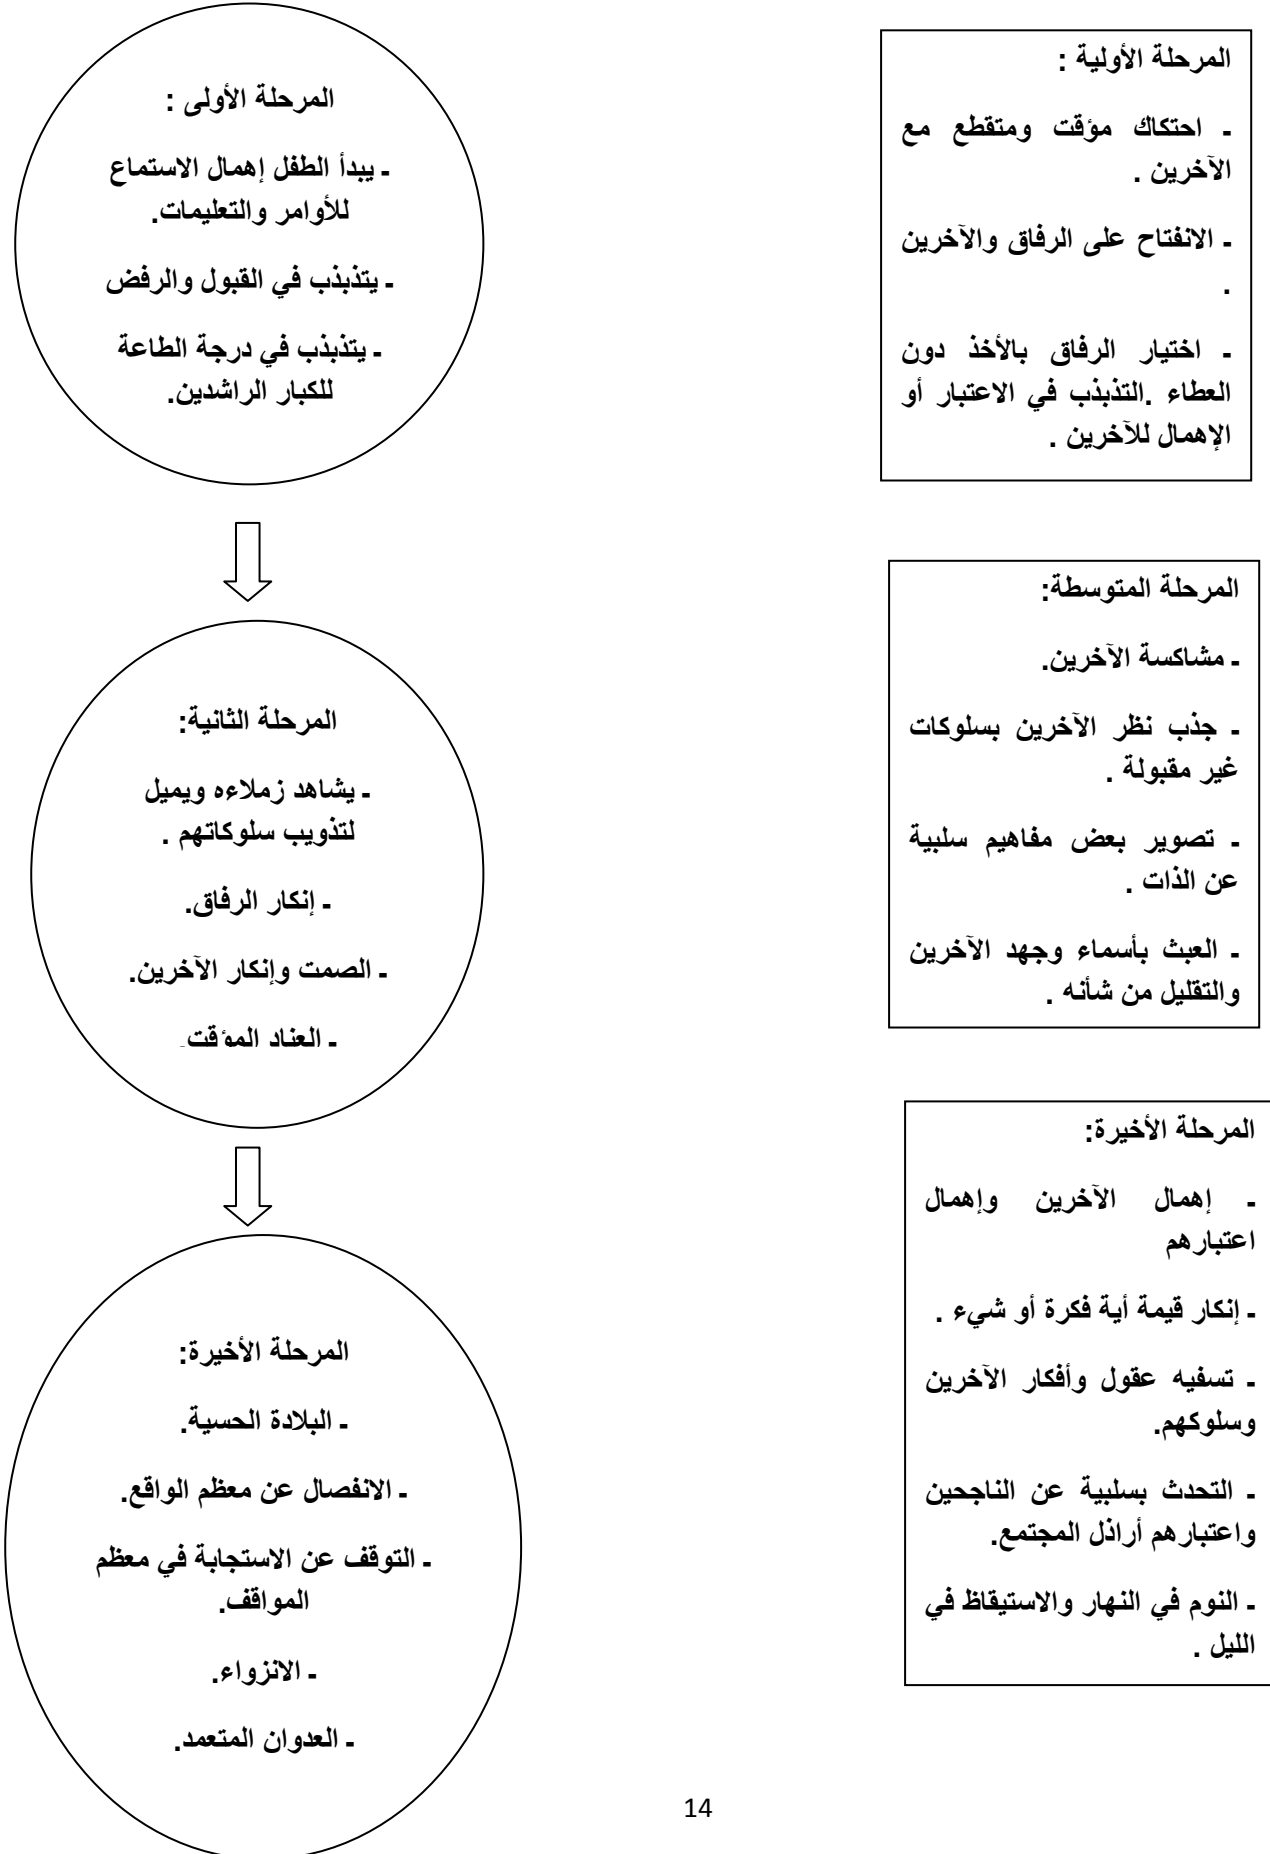 المرحلة الأولية :
ـ احتكاك مؤقت ومتقطع مع
الآخرين .
ـ الانفتاح على الرفاق والآخرين
.
ـ اختيار الرفاق بالأخذ دون
العطاء .التذبذب في الاعتبار أو
الإهمال للآخرين .
المرحلة المتوسطة:
ـ مشاكسة الآخرين.
ـ جذب نظر الآخرين بسلوكات
غير مقبولة .
ـ تصوير بعض مفاهيم سلبية
عن الذات .
ـ العبث بأسماء وجهد الآخرين
والتقليل من شأنه .
المرحلة الأخيرة:
ـ إهمال الآخرين وإهمال
اعتبارهم
ـ إنكار قيمة أية فكرة أو شيء .
ـ تسفيه عقول وأفكار الآخرين
وسلوكهم.
ـ التحدث بسلبية عن الناجحين
واعتبارهم أراذل المجتمع.
ـ النوم في النهار والاستيقاظ في
الليل .
المرحلة الأولى :
ـ يبدأ الطفل إهمال الاستماع
للأوامر والتعليمات.
ـ يتذبذب في القبول والرفض
ـ يتذبذب في درجة الطاعة
للكبار الراشدين.
المرحلة الثانية:
ـ يشاهد زملاءه ويميل
لتذويب سلوكاتهم .
ـ إنكار الرفاق.
ـ الصمت وإنكار الآخرين.
ـ العناد المؤقت.
المرحلة الأخيرة:
ـ البلادة الحسية.
ـ الانفصال عن معظم الواقع.
ـ التوقف عن الاستجابة في معظم
المواقف.
ـ الانزواء.
ـ العدوان المتعمد.
14